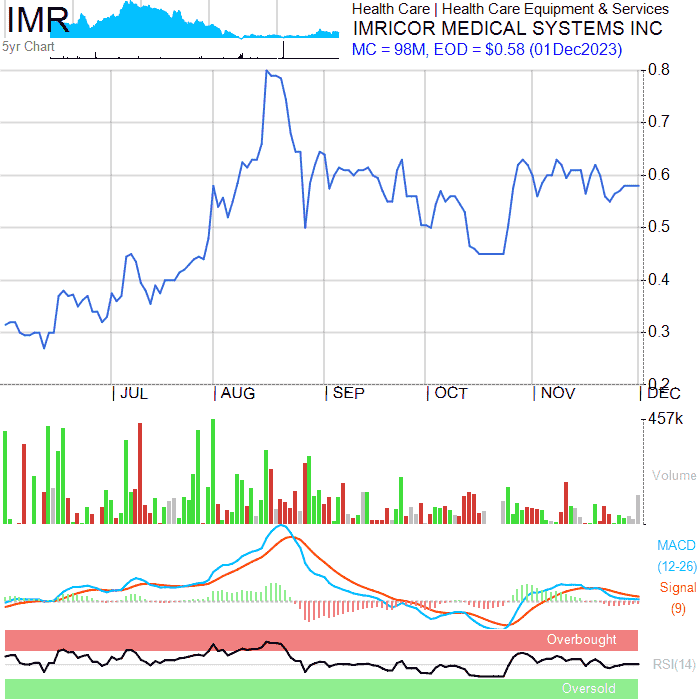 IMR
5yr Chart
Health Care | Health Care Equipment & Services
IMRICOR MEDICAL SYSTEMS INC
MC = 98M, EOD = $0.58 (01Dec2023)
0.8
0.7
0.6
0.5
0.4
0.3
0.2
JUL AUG SEP OCT NOV DEC
457k
Volume
MACD
(12-26)
Signal
(9)
Overbought
RSI(14)
Oversold